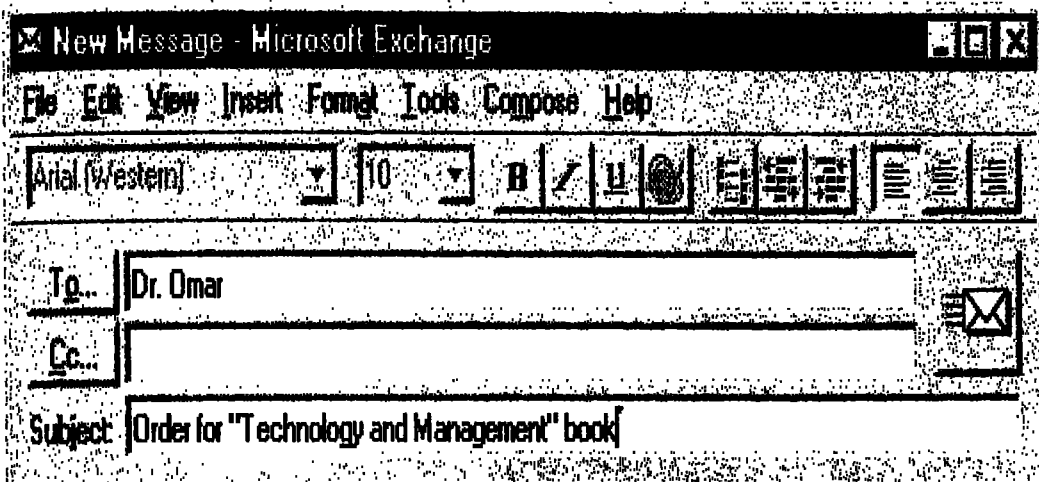 New Message - Microsoft Exchange
File Edit View Insert Format Tools Compose Help
Arial (Western) 10 B I U
To... Dr. Omar
Cc...
Subject: Order for "Technology and Management" book